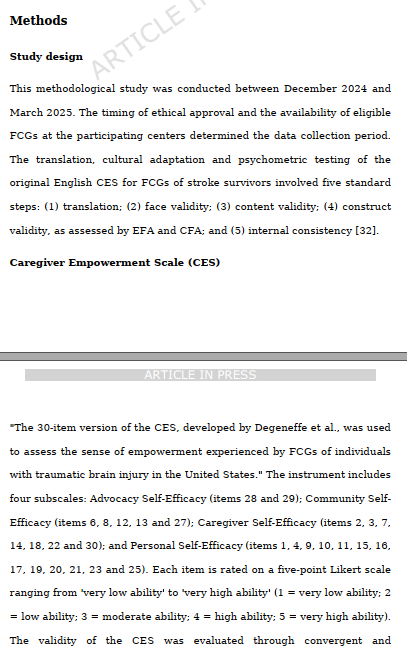 ARTICLE IN
Methods
Study design
This methodological study was conducted between December 2024 and
March 2025. The timing of ethical approval and the availability of eligible
FCGs at the participating centers determined the data collection period.
The translation, cultural adaptation and psychometric testing of the
original English CES for FCGs of stroke survivors involved five standard
steps: (1) translation; (2) face validity; (3) content validity; (4) construct
validity, as assessed by EFA and CFA; and (5) internal consistency [32].
Caregiver Empowerment Scale (CES)
ARTICLE IN PRESS
"The 30-item version of the CES, developed by Degeneffe et al., was used
to assess the sense of empowerment experienced by FCGs of individuals
with traumatic brain injury in the United States." The instrument includes
four subscales: Advocacy Self-Efficacy (items 28 and 29); Community Self-
Efficacy (items 6, 8, 12, 13 and 27); Caregiver Self-Efficacy (items 2, 3, 7,
14, 18, 22 and 30); and Personal Self-Efficacy (items 1, 4, 9, 10, 11, 15, 16,
17, 19, 20, 21, 23 and 25). Each item is rated on a five-point Likert scale
ranging from 'very low ability' to 'very high ability' (1 = very low ability; 2
= low ability; 3 = moderate ability; 4 = high ability; 5 = very high ability).
The validity of the CES was evaluated through convergent and